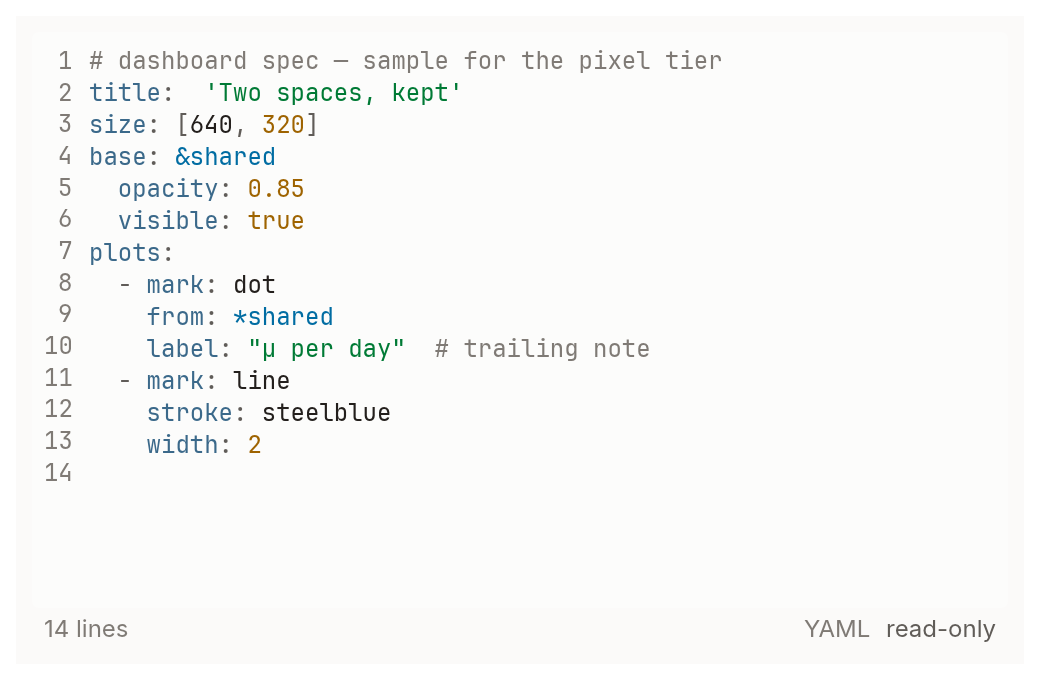 1 # dashboard spec — sample for the pixel tier
2 title:  'Two spaces, kept'
3 size: [640, 320]
4 base: &shared
5   opacity: 0.85
6   visible: true
7 plots:
8   - mark: dot
9     from: *shared
10     label: "µ per day"  # trailing note
11   - mark: line
12     stroke: steelblue
13     width: 2
14
14 lines YAML read-only